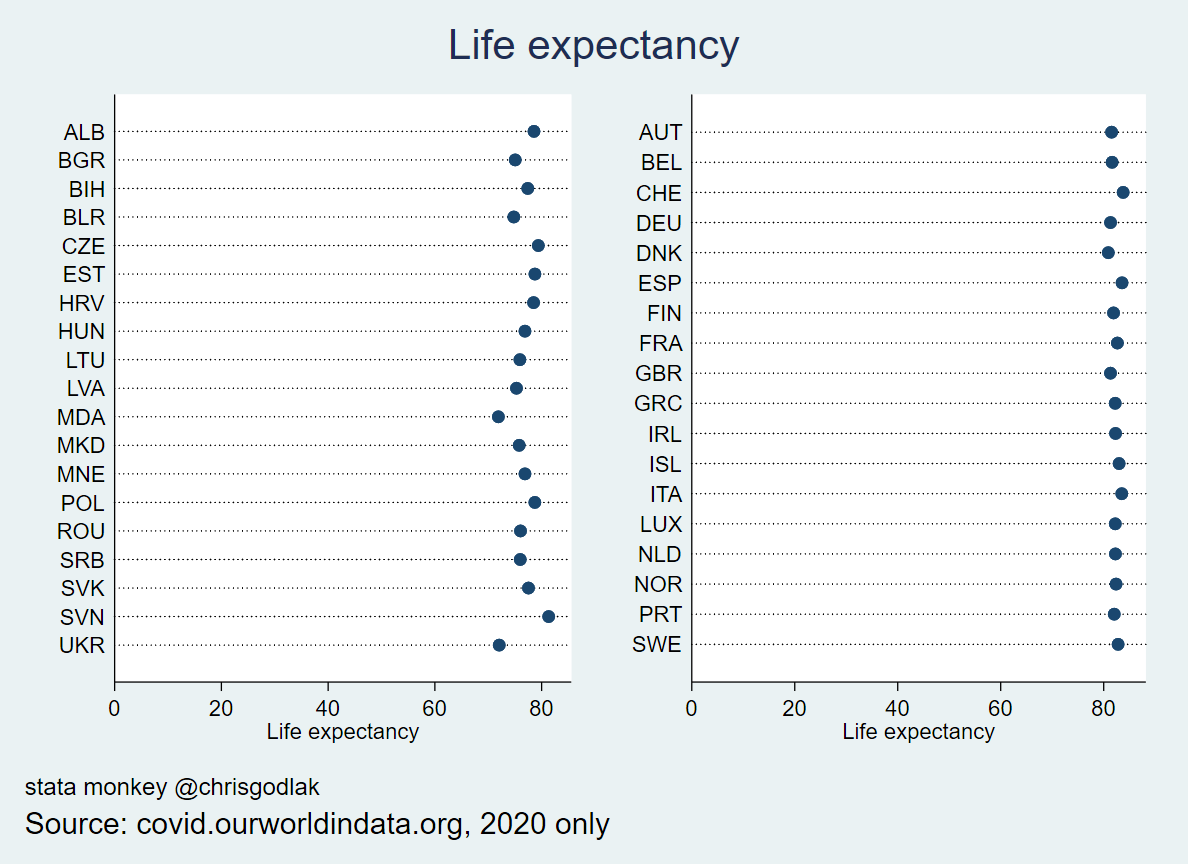 Life expectancy
ALB
BGR
BIH
BLR
CZE
EST
HRV
HUN
LTU
LVA
MDA
MKD
MNE
POL
ROU
SRB
SVK
SVN
UKR
0 20 40 60 80
Life expectancy
AUT
BEL
CHE
DEU
DNK
ESP
FIN
FRA
GBR
GRC
IRL
ISL
ITA
LUX
NLD
NOR
PRT
SWE
0 20 40 60 80
Life expectancy
stata monkey @chrisgodlak
Source: covid.ourworldindata.org, 2020 only